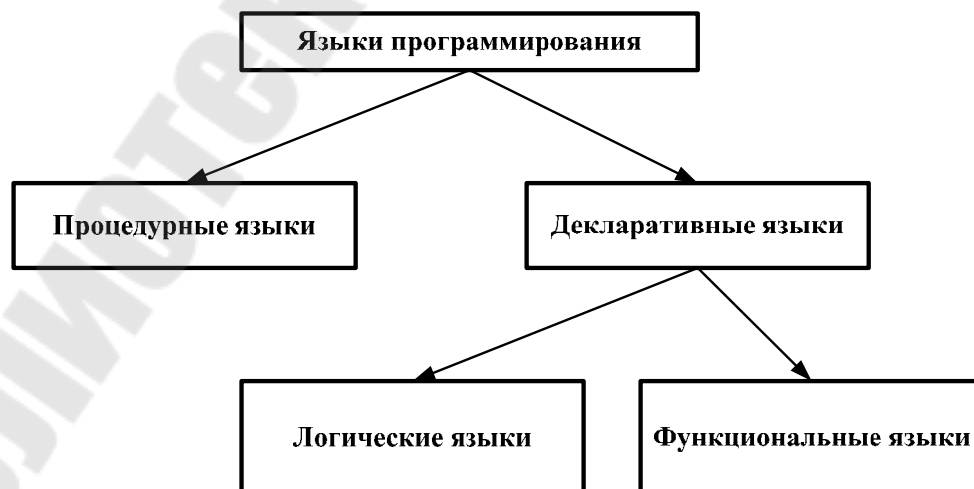 Языки программирования
Процедурные языки
Декларативные языки
Логические языки
Функциональные языки